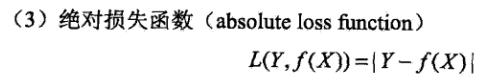 （3）绝对损失函数（absolute loss function）
L(Y, f(X))=|Y−f(X)|